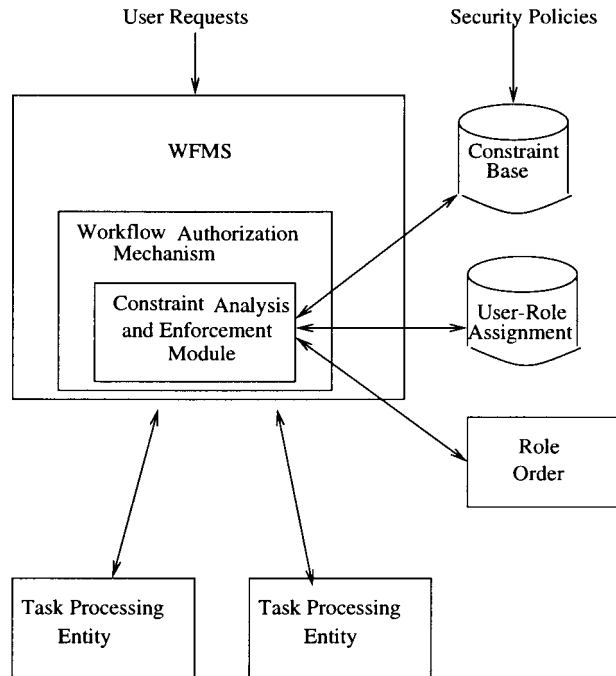 User Requests
Security Policies
WFMS
Constraint
Base
Workflow Authorization
Mechanism
Constraint Analysis
and Enforcement
Module
User-Role
Assignment
Role
Order
Task Processing
Entity
Task Processing
Entity